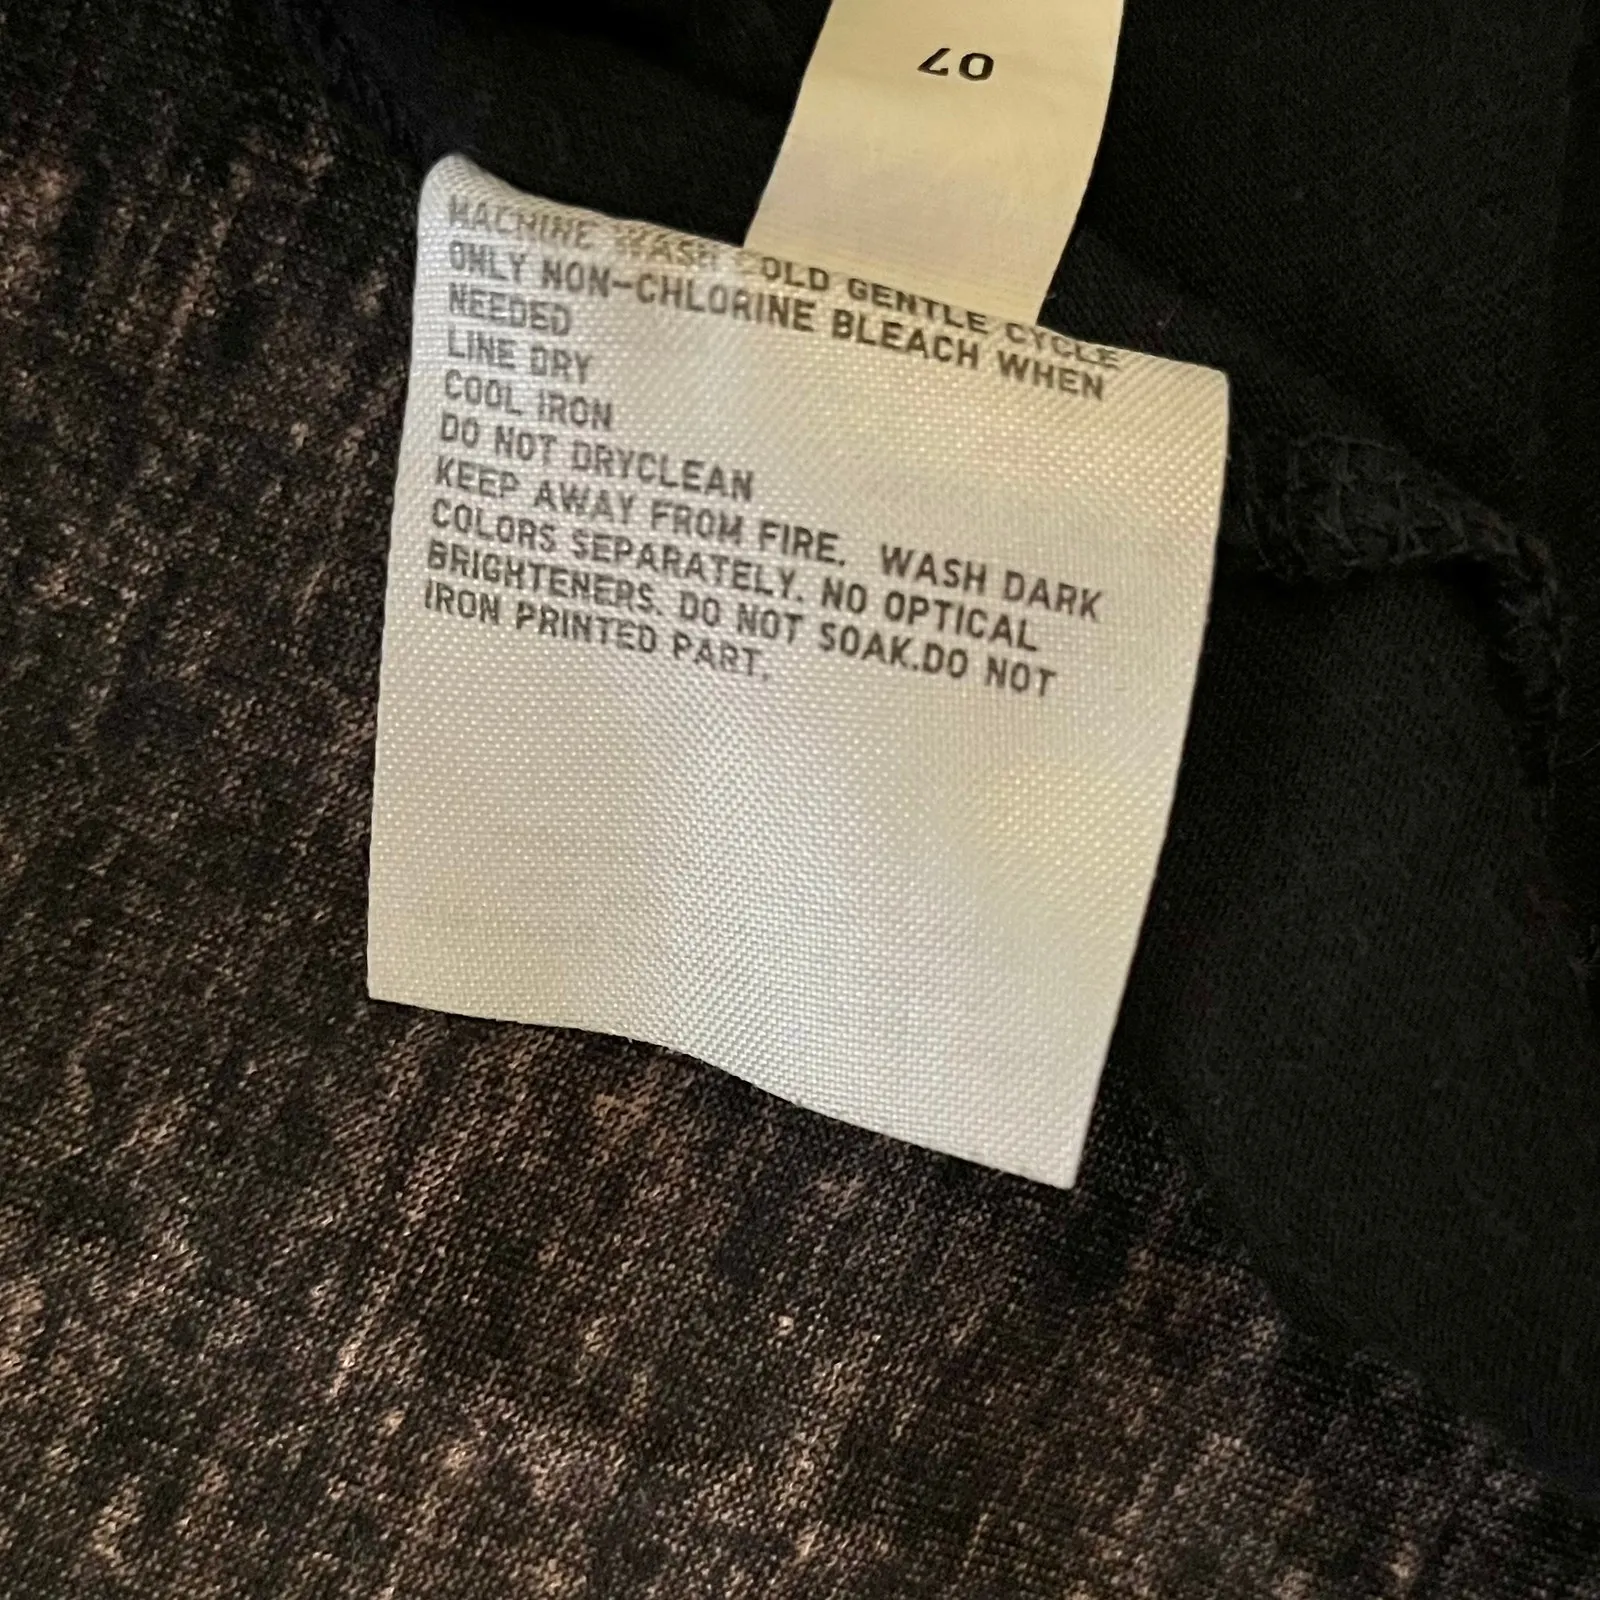 07
MACHINE WASH COLD GENTLE CYCLE
ONLY NON-CHLORINE BLEACH WHEN
NEEDED
LINE DRY
COOL IRON
DO NOT DRYCLEAN
KEEP AWAY FROM FIRE. WASH DARK
COLORS SEPARATELY. NO OPTICAL
BRIGHTENERS. DO NOT SOAK.DO NOT
IRON PRINTED PART.